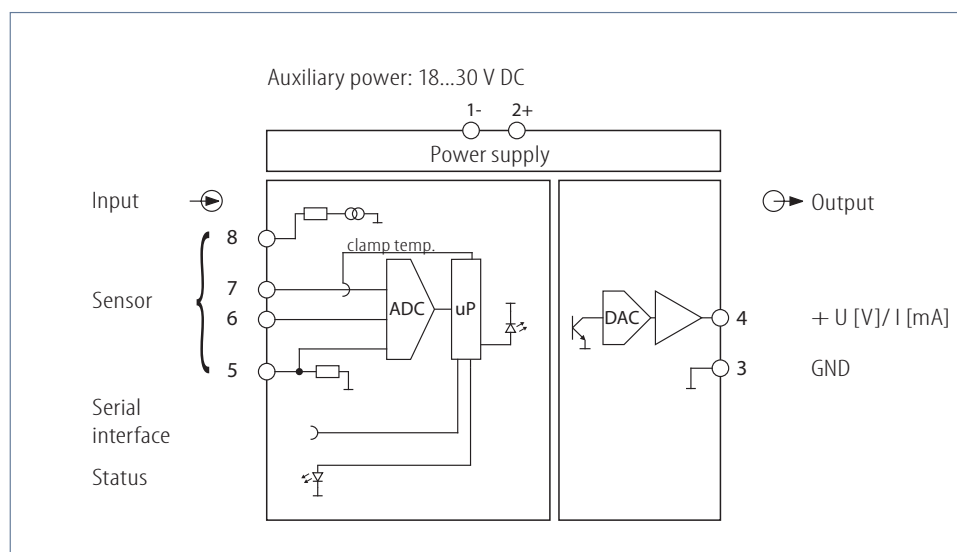 Auxiliary power: 18...30 V DC
1- 2+
Power supply
Input
Output
8
clamp temp.
7
Sensor
ADC
uP
6
DAC
4
+ U [V]/ I [mA]
5
3
GND
Serial
interface
Status